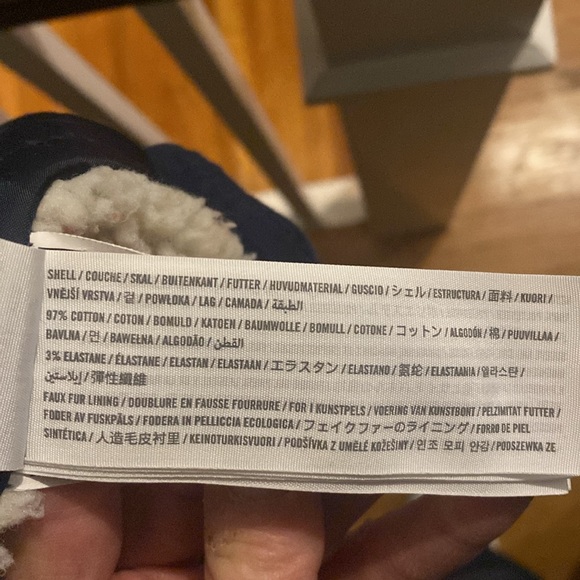 SHELL / COUCHE / SKAL / BUITENKANT / FUTTER / HUVUDMATERIAL / GUSCIO / シェル / ESTRUCTURA / 面料 / KUORI /
VNĚJŠÍ VRSTVA / 겉 / POWŁOKA / LAG / CAMADA / الطبقة
97% COTTON / COTON / BOMULD / KATOEN / BAUMWOLLE / BOMULL / COTONE / コットン / ALGODÓN / 棉 / PUUVILLAA /
BAVLNA / 면 / BAWEŁNA / ALGODÃO / القطن
3% ELASTANE / ÉLASTANE / ELASTAN / ELASTAAN / エラスタン / ELASTANO / 氨纶 / ELASTAANIA / 엘라스탄 /
إيلاستين / 彈性纖維
FAUX FUR LINING / DOUBLURE EN FAUSSE FOURRURE / FOR I KUNSTPELS / VOERING VAN KUNSTBONT / PELZIMITAT FUTTER /
FODER AV FUSKPÄLS / FODERA IN PELLICCIA ECOLOGICA / フェイクファーのライニング / FORRO DE PIEL
SINTÉTICA / 人造毛皮衬里 / KEINOTURKISVUORI / PODŠÍVKA Z UMĚLÉ KOŽEŠINY / 인조 모피 안감 / PODSZEWKA ZE